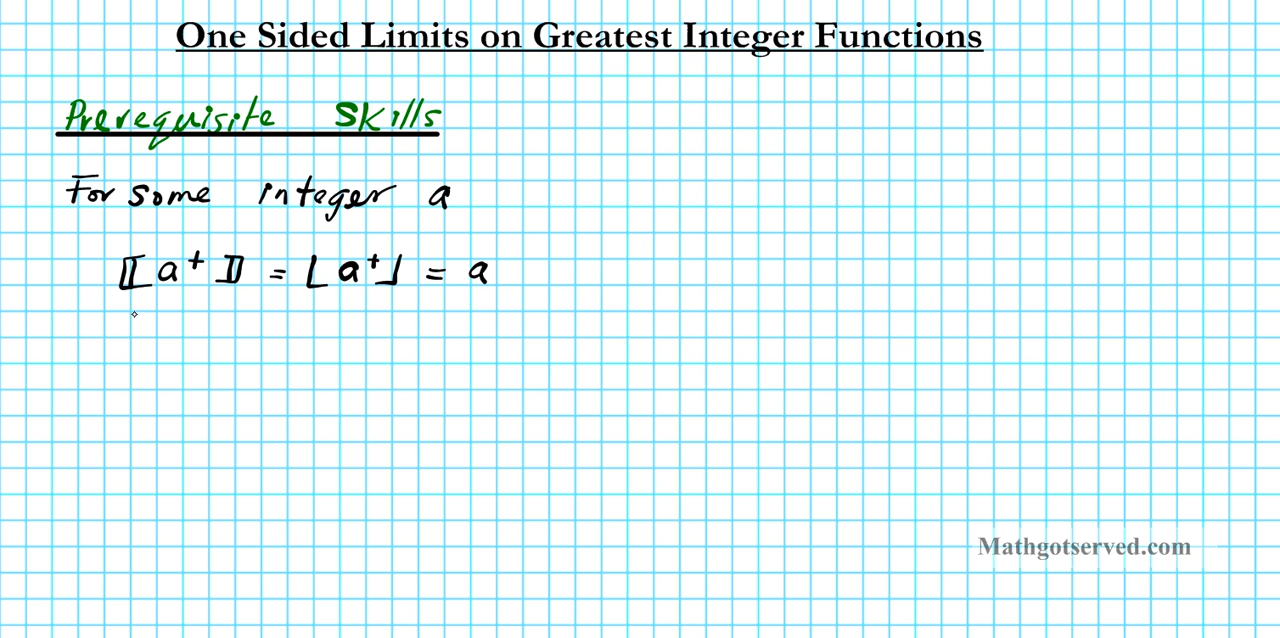 One Sided Limits on Greatest Integer Functions
Prerequisite Skills
For some integer a
⟦a⁺⟧ = ⌊a⁺⌋ = a
Mathgotserved.com